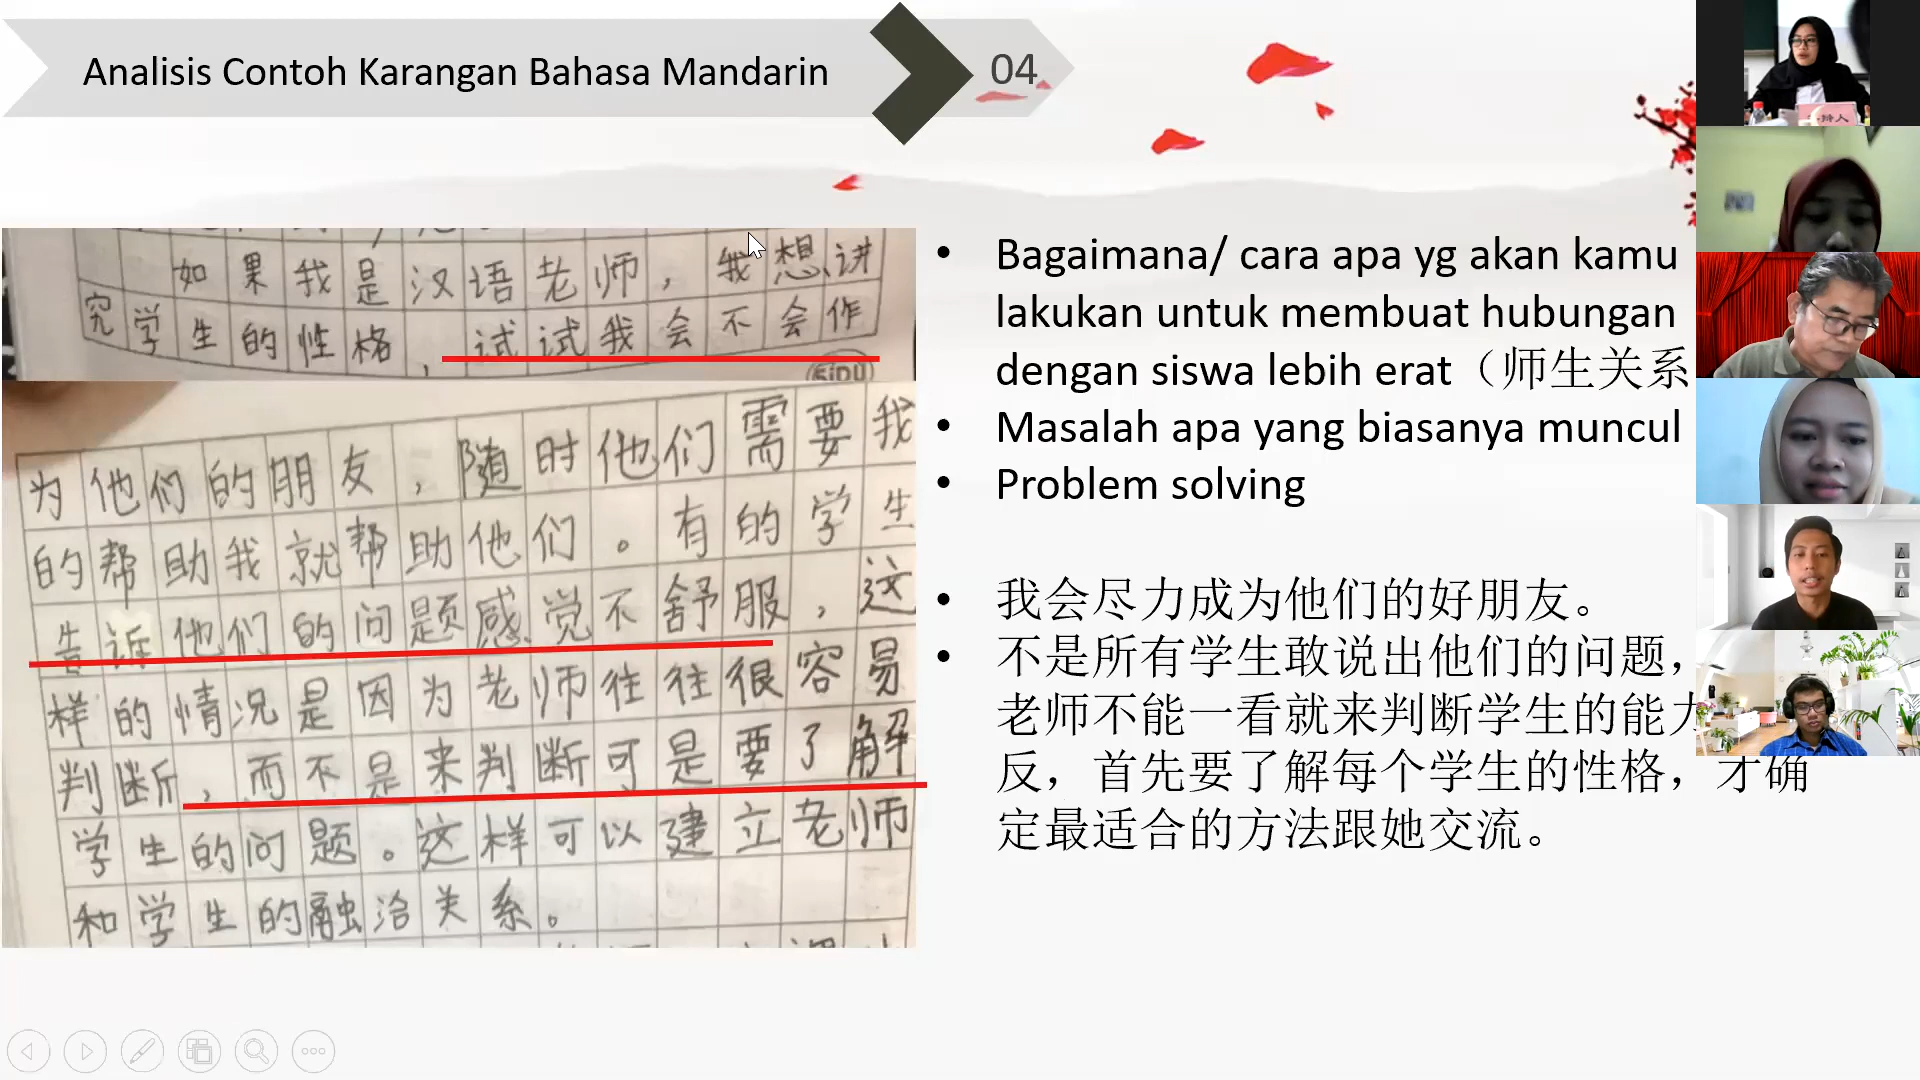 Analisis Contoh Karangan Bahasa Mandarin
04
如果我是汉语老师，我想讲
究学生的性格，试试我会不会作
SIDU
为他们的朋友，随时他们需要我
的帮助我就帮助他们。有的学生
告诉他们的问题感觉不舒服，这
样的情况是因为老师往往很容易
判断，而不是来判断可是要了解
学生的问题。这样可以建立老师
和学生的融洽关系。
• Bagaimana/ cara apa yg akan kamu
lakukan untuk membuat hubungan
dengan siswa lebih erat（师生关系
• Masalah apa yang biasanya muncul
• Problem solving
• 我会尽力成为他们的好朋友。
• 不是所有学生敢说出他们的问题，
老师不能一看就来判断学生的能力
反，首先要了解每个学生的性格，才确
定最适合的方法跟她交流。
辩人